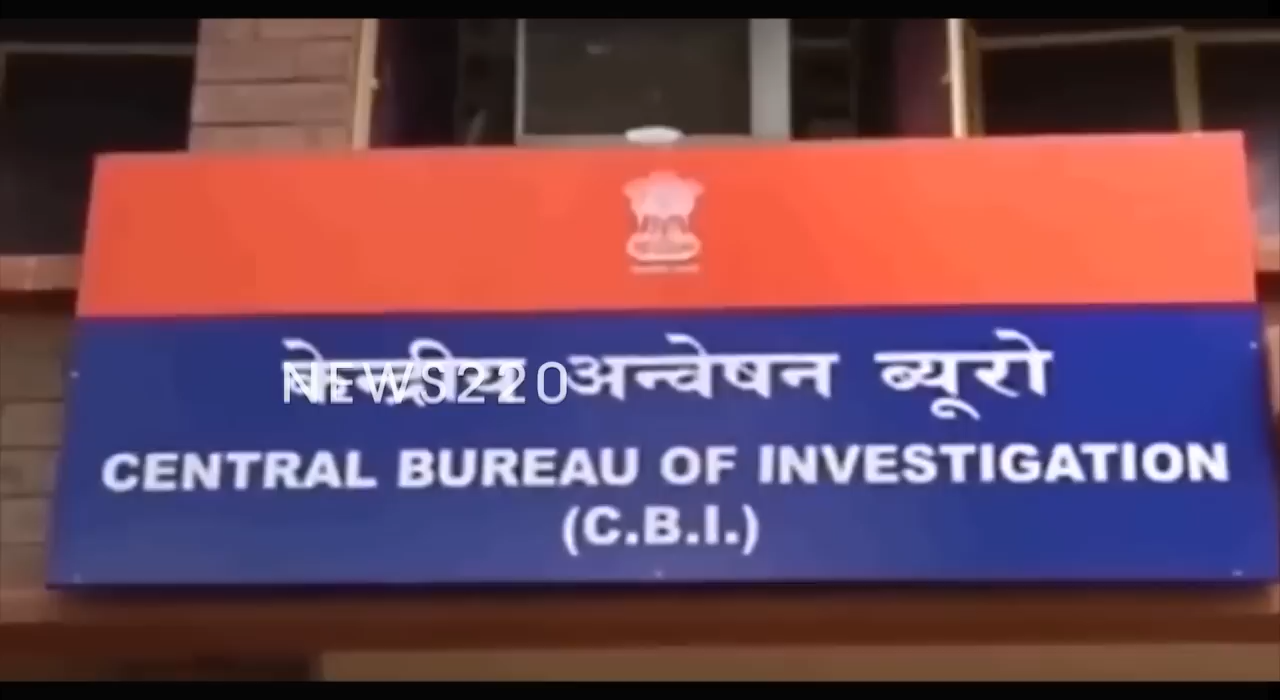 केन्द्रीय अन्वेषन ब्यूरो
NEWS220
CENTRAL BUREAU OF INVESTIGATION
(C.B.I.)